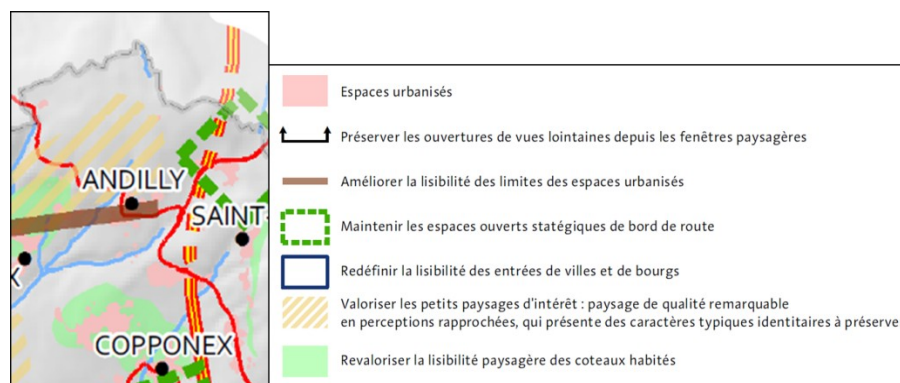 ANDILLY
SAINT-
Y
COPPONEX
Espaces urbanisés
Préserver les ouvertures de vues lointaines depuis les fenêtres paysagères
Améliorer la lisibilité des limites des espaces urbanisés
Maintenir les espaces ouverts statégiques de bord de route
Redéfinir la lisibilité des entrées de villes et de bourgs
Valoriser les petits paysages d'intérêt : paysage de qualité remarquable
en perceptions rapprochées, qui présente des caractères typiques identitaires à préserve
Revaloriser la lisibilité paysagère des coteaux habités